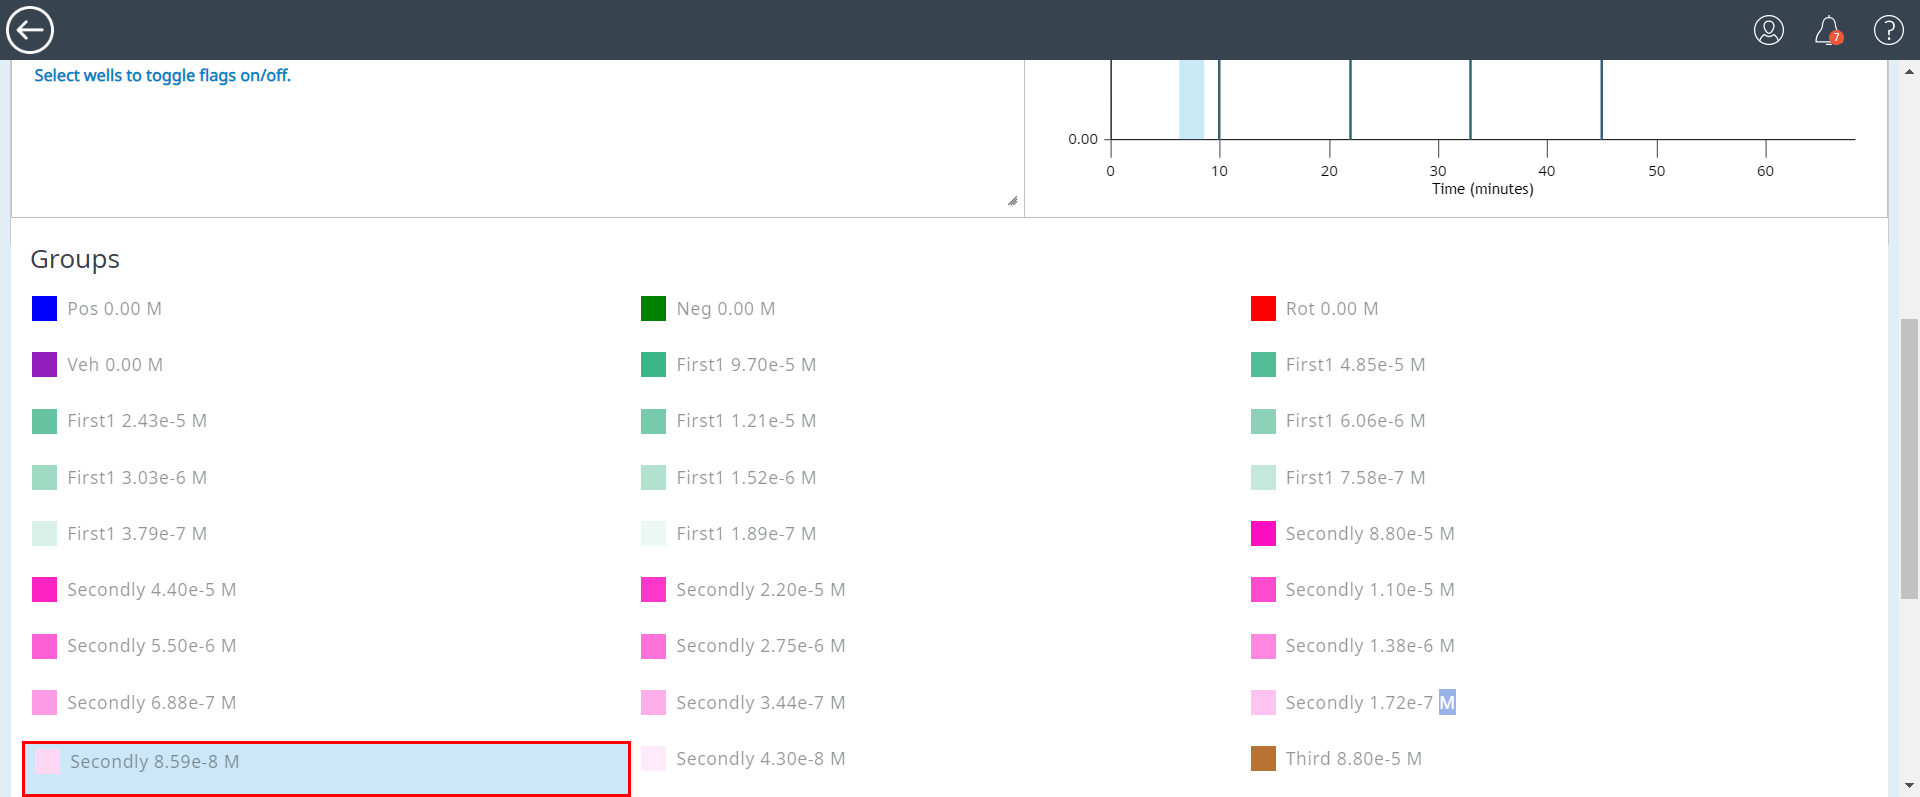 7
?
Select wells to toggle flags on/off.
0.00
0 10 20 30 40 50 60
Time (minutes)
Groups
Pos 0.00 M
Neg 0.00 M
Rot 0.00 M
Veh 0.00 M
First1 9.70e-5 M
First1 4.85e-5 M
First1 2.43e-5 M
First1 1.21e-5 M
First1 6.06e-6 M
First1 3.03e-6 M
First1 1.52e-6 M
First1 7.58e-7 M
First1 3.79e-7 M
First1 1.89e-7 M
Secondly 8.80e-5 M
Secondly 4.40e-5 M
Secondly 2.20e-5 M
Secondly 1.10e-5 M
Secondly 5.50e-6 M
Secondly 2.75e-6 M
Secondly 1.38e-6 M
Secondly 6.88e-7 M
Secondly 3.44e-7 M
Secondly 1.72e-7 M
Secondly 8.59e-8 M
Secondly 4.30e-8 M
Third 8.80e-5 M